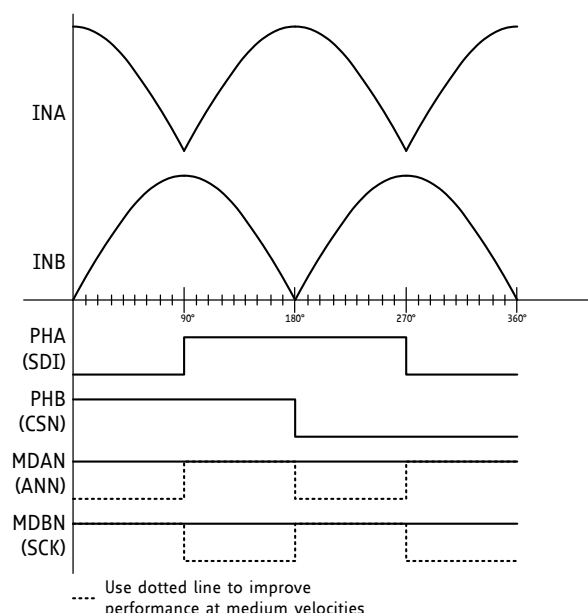 INA
INB
90°
180°
270°
360°
PHA
(SDI)
PHB
(CSN)
MDAN
(ANN)
MDBN
(SCK)
Use dotted line to improve
performance at medium velocities